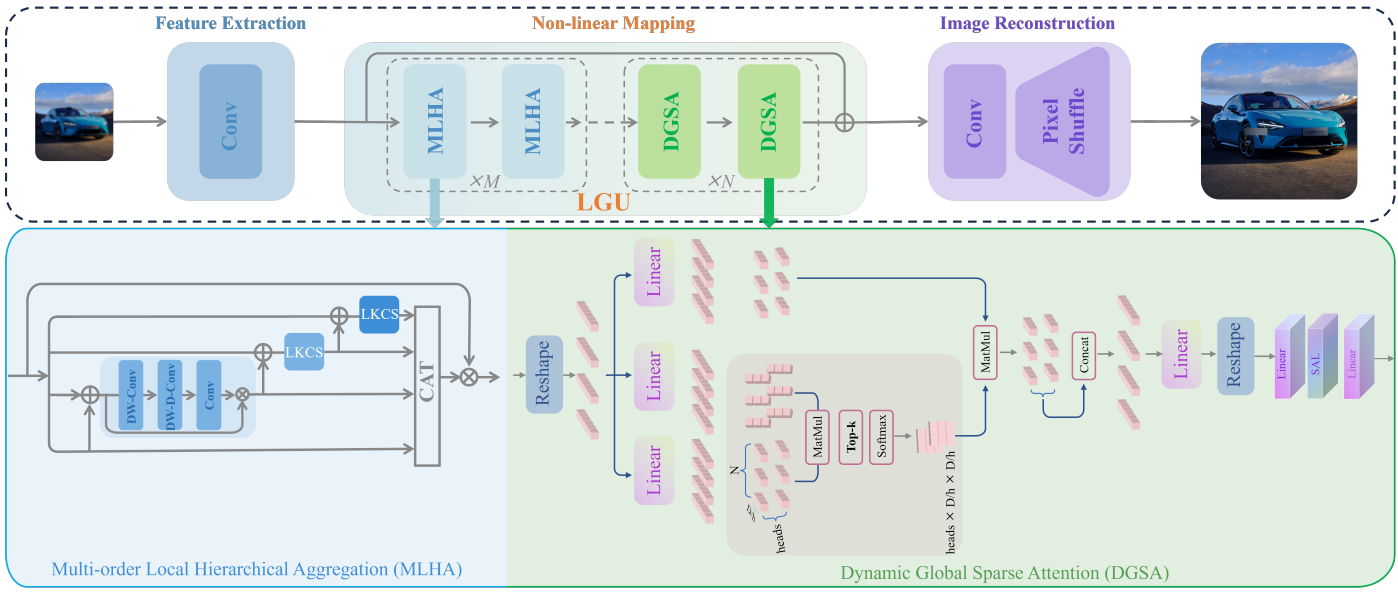 Feature Extraction
Non-linear Mapping
Image Reconstruction
Conv
MLHA
MLHA
×M
DGSA
DGSA
×N
LGU
Conv
Pixel
Shuffle
LKCS
LKCS
DW-Conv
DW-D-Conv
Conv
CAT
Multi-order Local Hierarchical Aggregation (MLHA)
Reshape
Linear
Linear
Linear
N
heads
MatMul
Top-k
Softmax
heads × D/h × D/h
MatMul
Concat
Linear
Reshape
Linear
SAL
Linear
Dynamic Global Sparse Attention (DGSA)